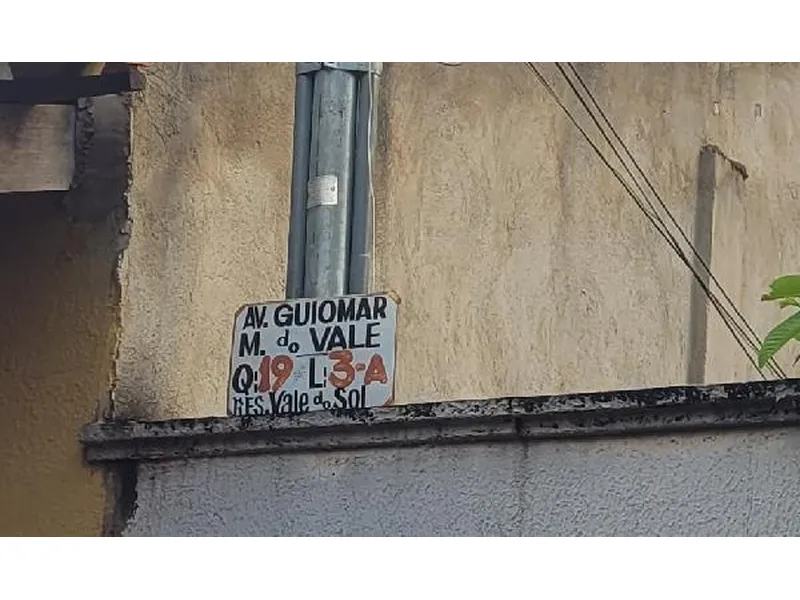 AV. GUIOMAR
M. do VALE
Q:19 L:3-A
RES. Vale do Sol